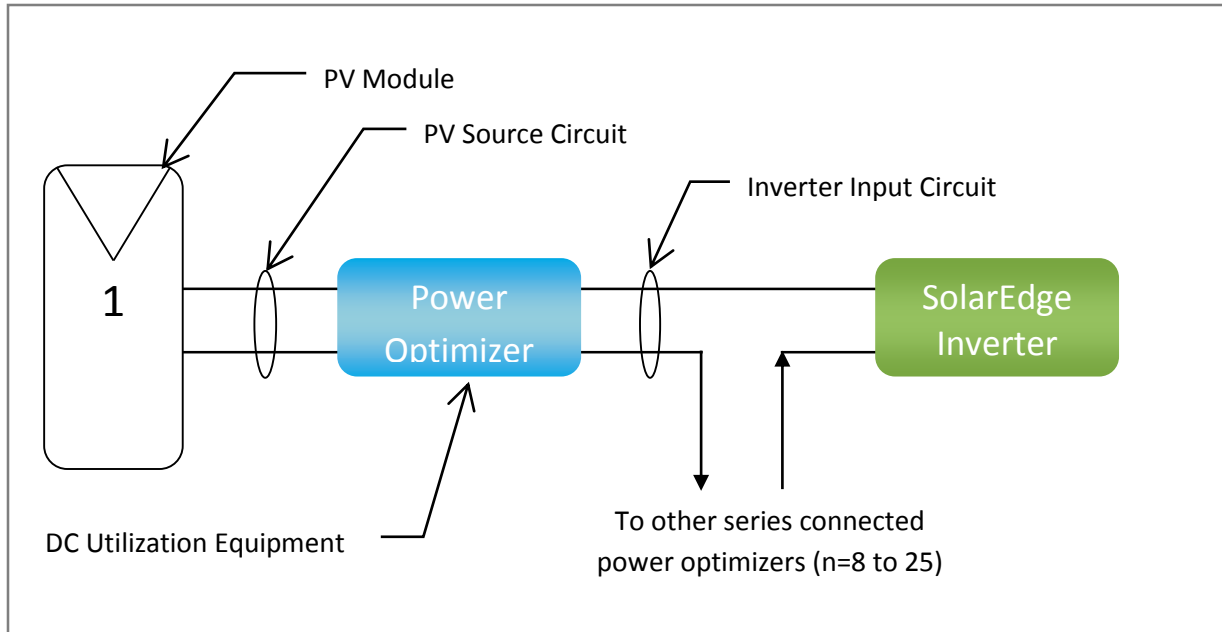 PV Module
PV Source Circuit
Inverter Input Circuit
1
Power
Optimizer
SolarEdge
Inverter
DC Utilization Equipment
To other series connected
power optimizers (n=8 to 25)